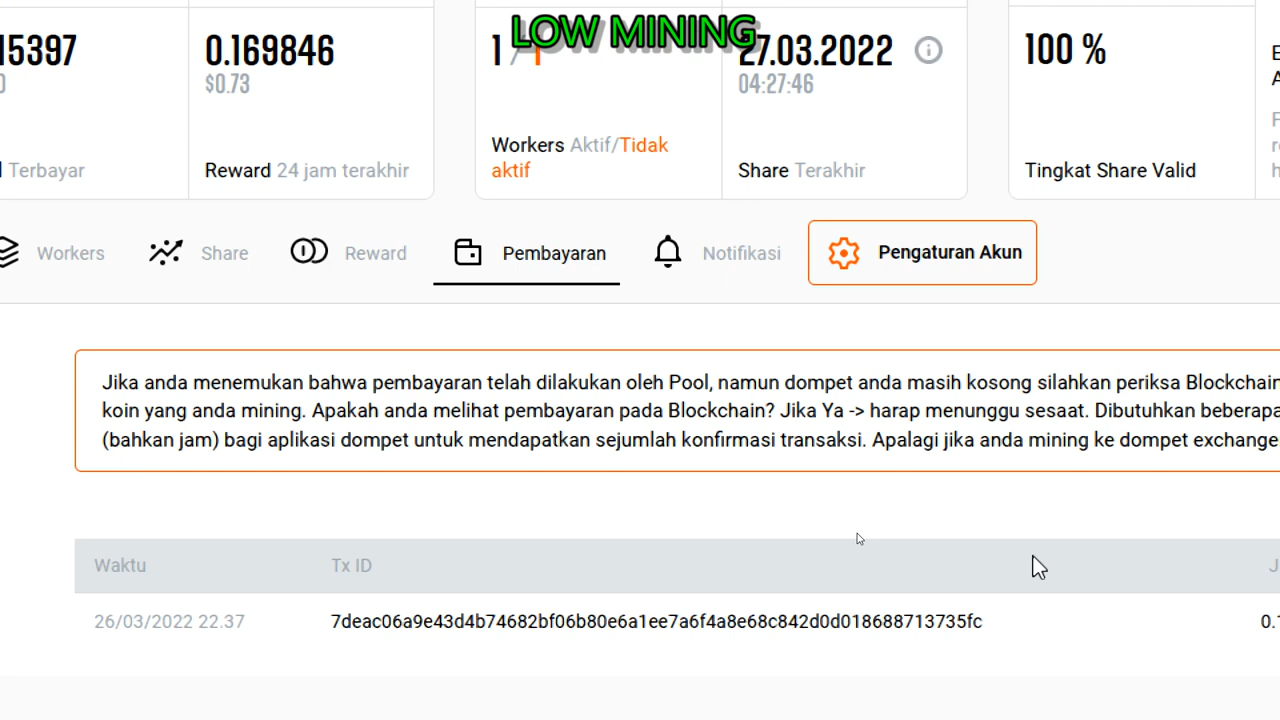 LOW MINING
15397
0.169846
1 / 1
27.03.2022
100 %
$0.73
04:27:46
Workers Aktif/Tidak
aktif
Terbayar
Reward 24 jam terakhir
Share Terakhir
Tingkat Share Valid
Workers
Share
Reward
Pembayaran
Notifikasi
Pengaturan Akun
Jika anda menemukan bahwa pembayaran telah dilakukan oleh Pool, namun dompet anda masih kosong silahkan periksa Blockchain
koin yang anda mining. Apakah anda melihat pembayaran pada Blockchain? Jika Ya -> harap menunggu sesaat. Dibutuhkan beberapa
(bahkan jam) bagi aplikasi dompet untuk mendapatkan sejumlah konfirmasi transaksi. Apalagi jika anda mining ke dompet exchange
Waktu
Tx ID
26/03/2022 22.37
7deac06a9e43d4b74682bf06b80e6a1ee7a6f4a8e68c842d0d018688713735fc